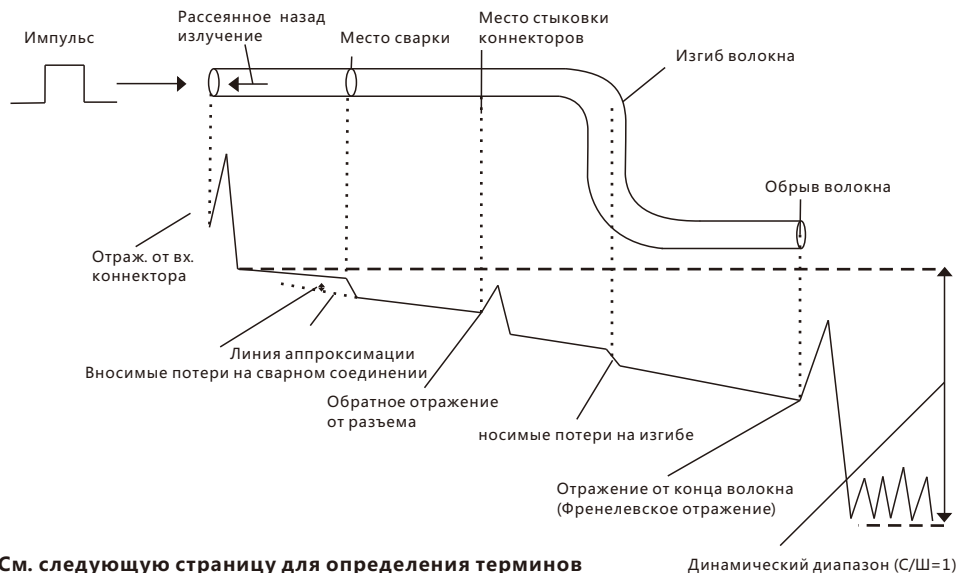 Импульс
Рассеянное назад
излучение
Место сварки
Место стыковки
коннекторов
Изгиб волокна
Обрыв волокна
Отраж. от вх.
коннектора
Линия аппроксимации
Вносимые потери на сварном соединении
Обратное отражение
от разъема
носимые потери на изгибе
Отражение от конца волокна
(Френелевское отражение)
См. следующую страницу для определения терминов
Динамический диапазон (С/Ш=1)